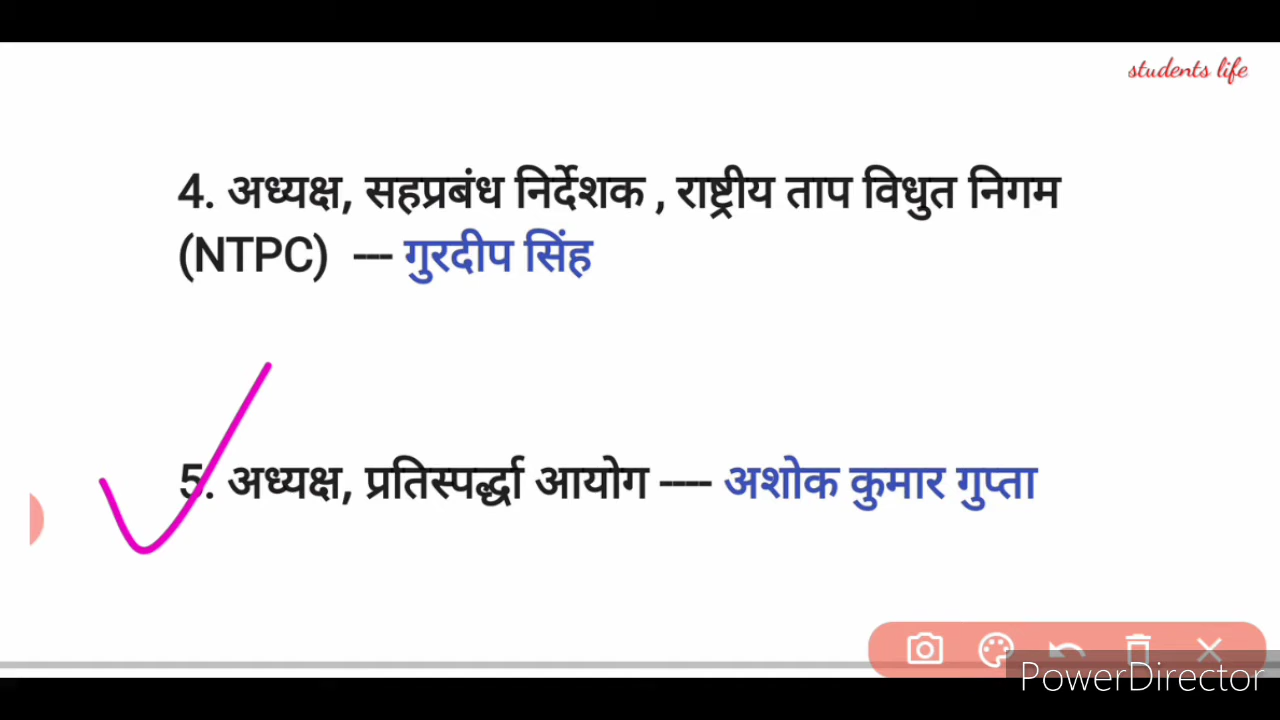 students life
4. अध्यक्ष, सहप्रबंध निर्देशक , राष्ट्रीय ताप विधुत निगम
(NTPC) --- गुरदीप सिंह
5. अध्यक्ष, प्रतिस्पर्द्धा आयोग ---- अशोक कुमार गुप्ता
PowerDirector